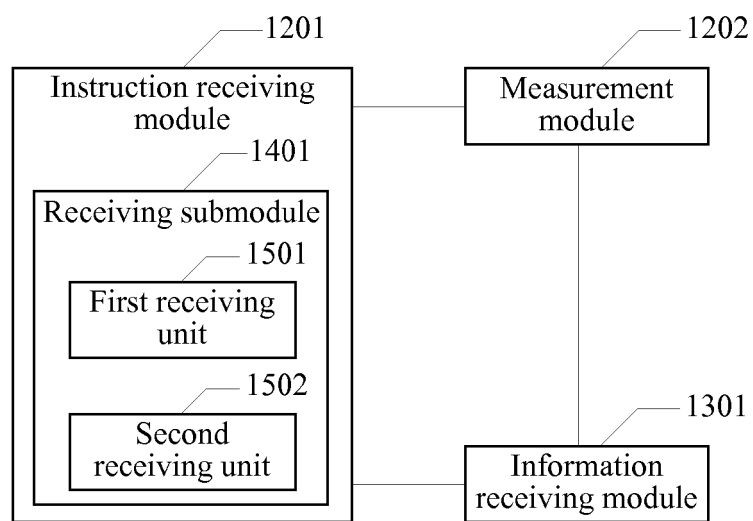 1201
1202
Instruction receiving
module
Measurement
module
1401
Receiving submodule
1501
First receiving
unit
1502
Second
receiving unit
1301
Information
receiving module